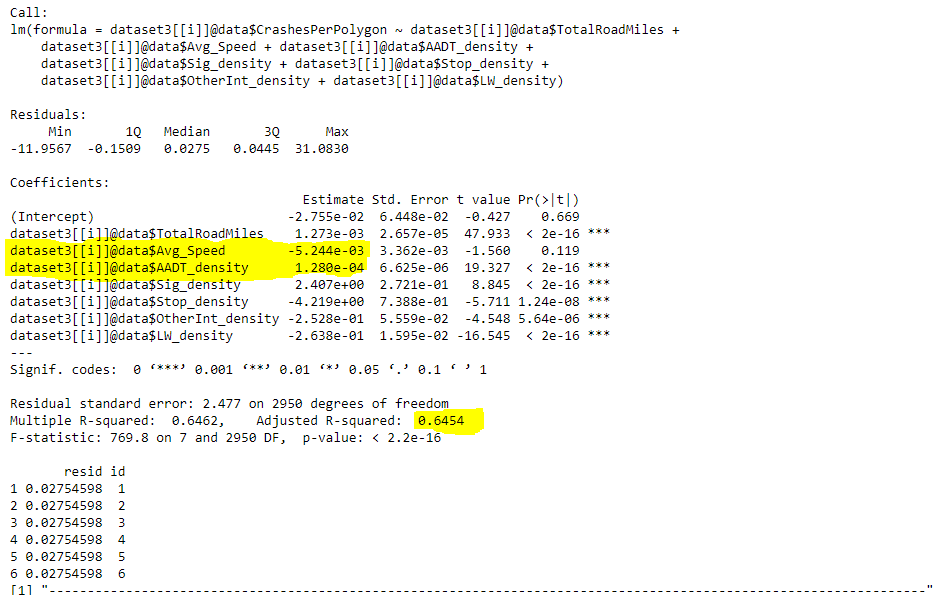 Call:
lm(formula = dataset3[[i]]@data$CrashesPerPolygon ~ dataset3[[i]]@data$TotalRoadMiles +
    dataset3[[i]]@data$Avg_Speed + dataset3[[i]]@data$AADT_density +
    dataset3[[i]]@data$Sig_density + dataset3[[i]]@data$Stop_density +
    dataset3[[i]]@data$OtherInt_density + dataset3[[i]]@data$LW_density)
Residuals:
     Min       1Q   Median       3Q      Max
-11.9567  -0.1509   0.0275   0.0445  31.0830
Coefficients:
                                      Estimate Std. Error t value Pr(>|t|)
(Intercept)                         -2.755e-02  6.448e-02  -0.427    0.669
dataset3[[i]]@data$TotalRoadMiles    1.273e-03  2.657e-05  47.933  < 2e-16 ***
dataset3[[i]]@data$Avg_Speed        -5.244e-03  3.362e-03  -1.560    0.119
dataset3[[i]]@data$AADT_density      1.280e-04  6.625e-06  19.327  < 2e-16 ***
dataset3[[i]]@data$Sig_density       2.407e+00  2.721e-01   8.845  < 2e-16 ***
dataset3[[i]]@data$Stop_density     -4.219e+00  7.388e-01  -5.711 1.24e-08 ***
dataset3[[i]]@data$OtherInt_density -2.528e-01  5.559e-02  -4.548 5.64e-06 ***
dataset3[[i]]@data$LW_density       -2.638e-01  1.595e-02 -16.545  < 2e-16 ***
---
Signif. codes:  0 ‘***’ 0.001 ‘**’ 0.01 ‘*’ 0.05 ‘.’ 0.1 ‘ ’ 1
Residual standard error: 2.477 on 2950 degrees of freedom
Multiple R-squared:  0.6462,    Adjusted R-squared:  0.6454
F-statistic: 769.8 on 7 and 2950 DF,  p-value: < 2.2e-16
       resid id
1 0.02754598  1
2 0.02754598  2
3 0.02754598  3
4 0.02754598  4
5 0.02754598  5
6 0.02754598  6
[1] "----------------------------------------------------------------------------------------------------------------"